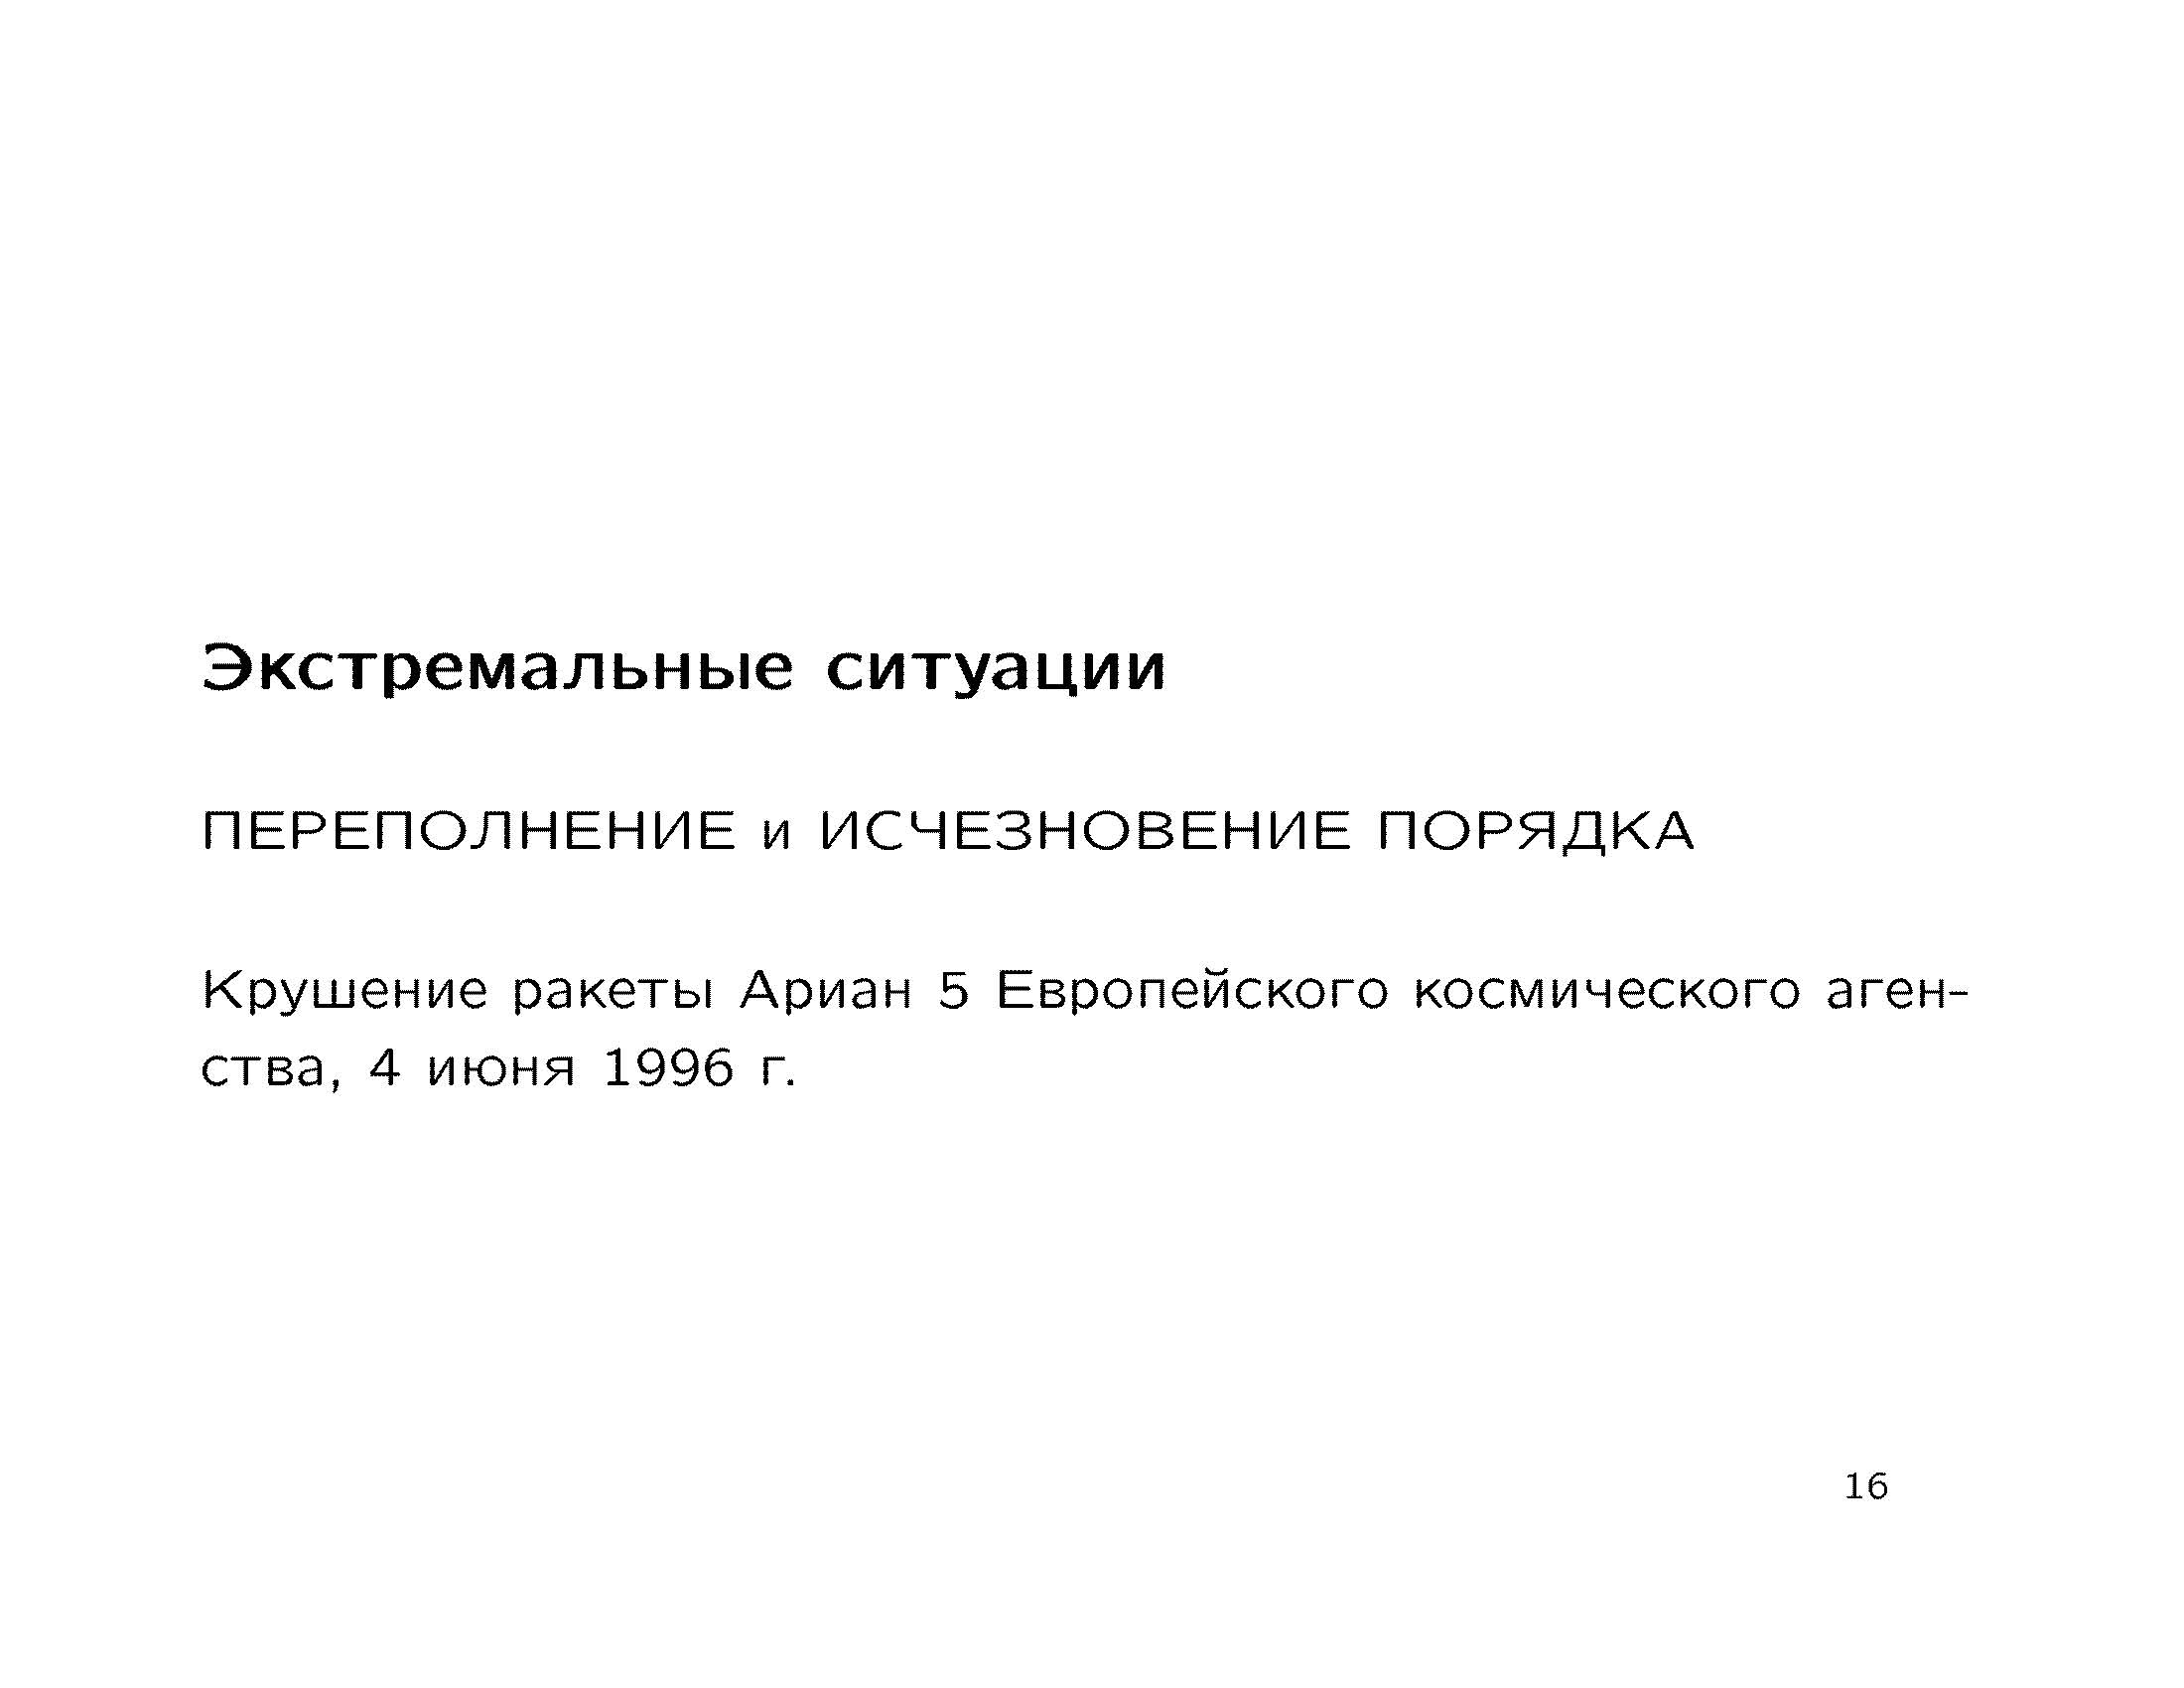 Экстремальные ситуации
ПЕРЕПОЛНЕНИЕ и ИСЧЕЗНОВЕНИЕ ПОРЯДКА
Крушение ракеты Ариан 5 Европейского космического аген-
ства, 4 июня 1996 г.
16